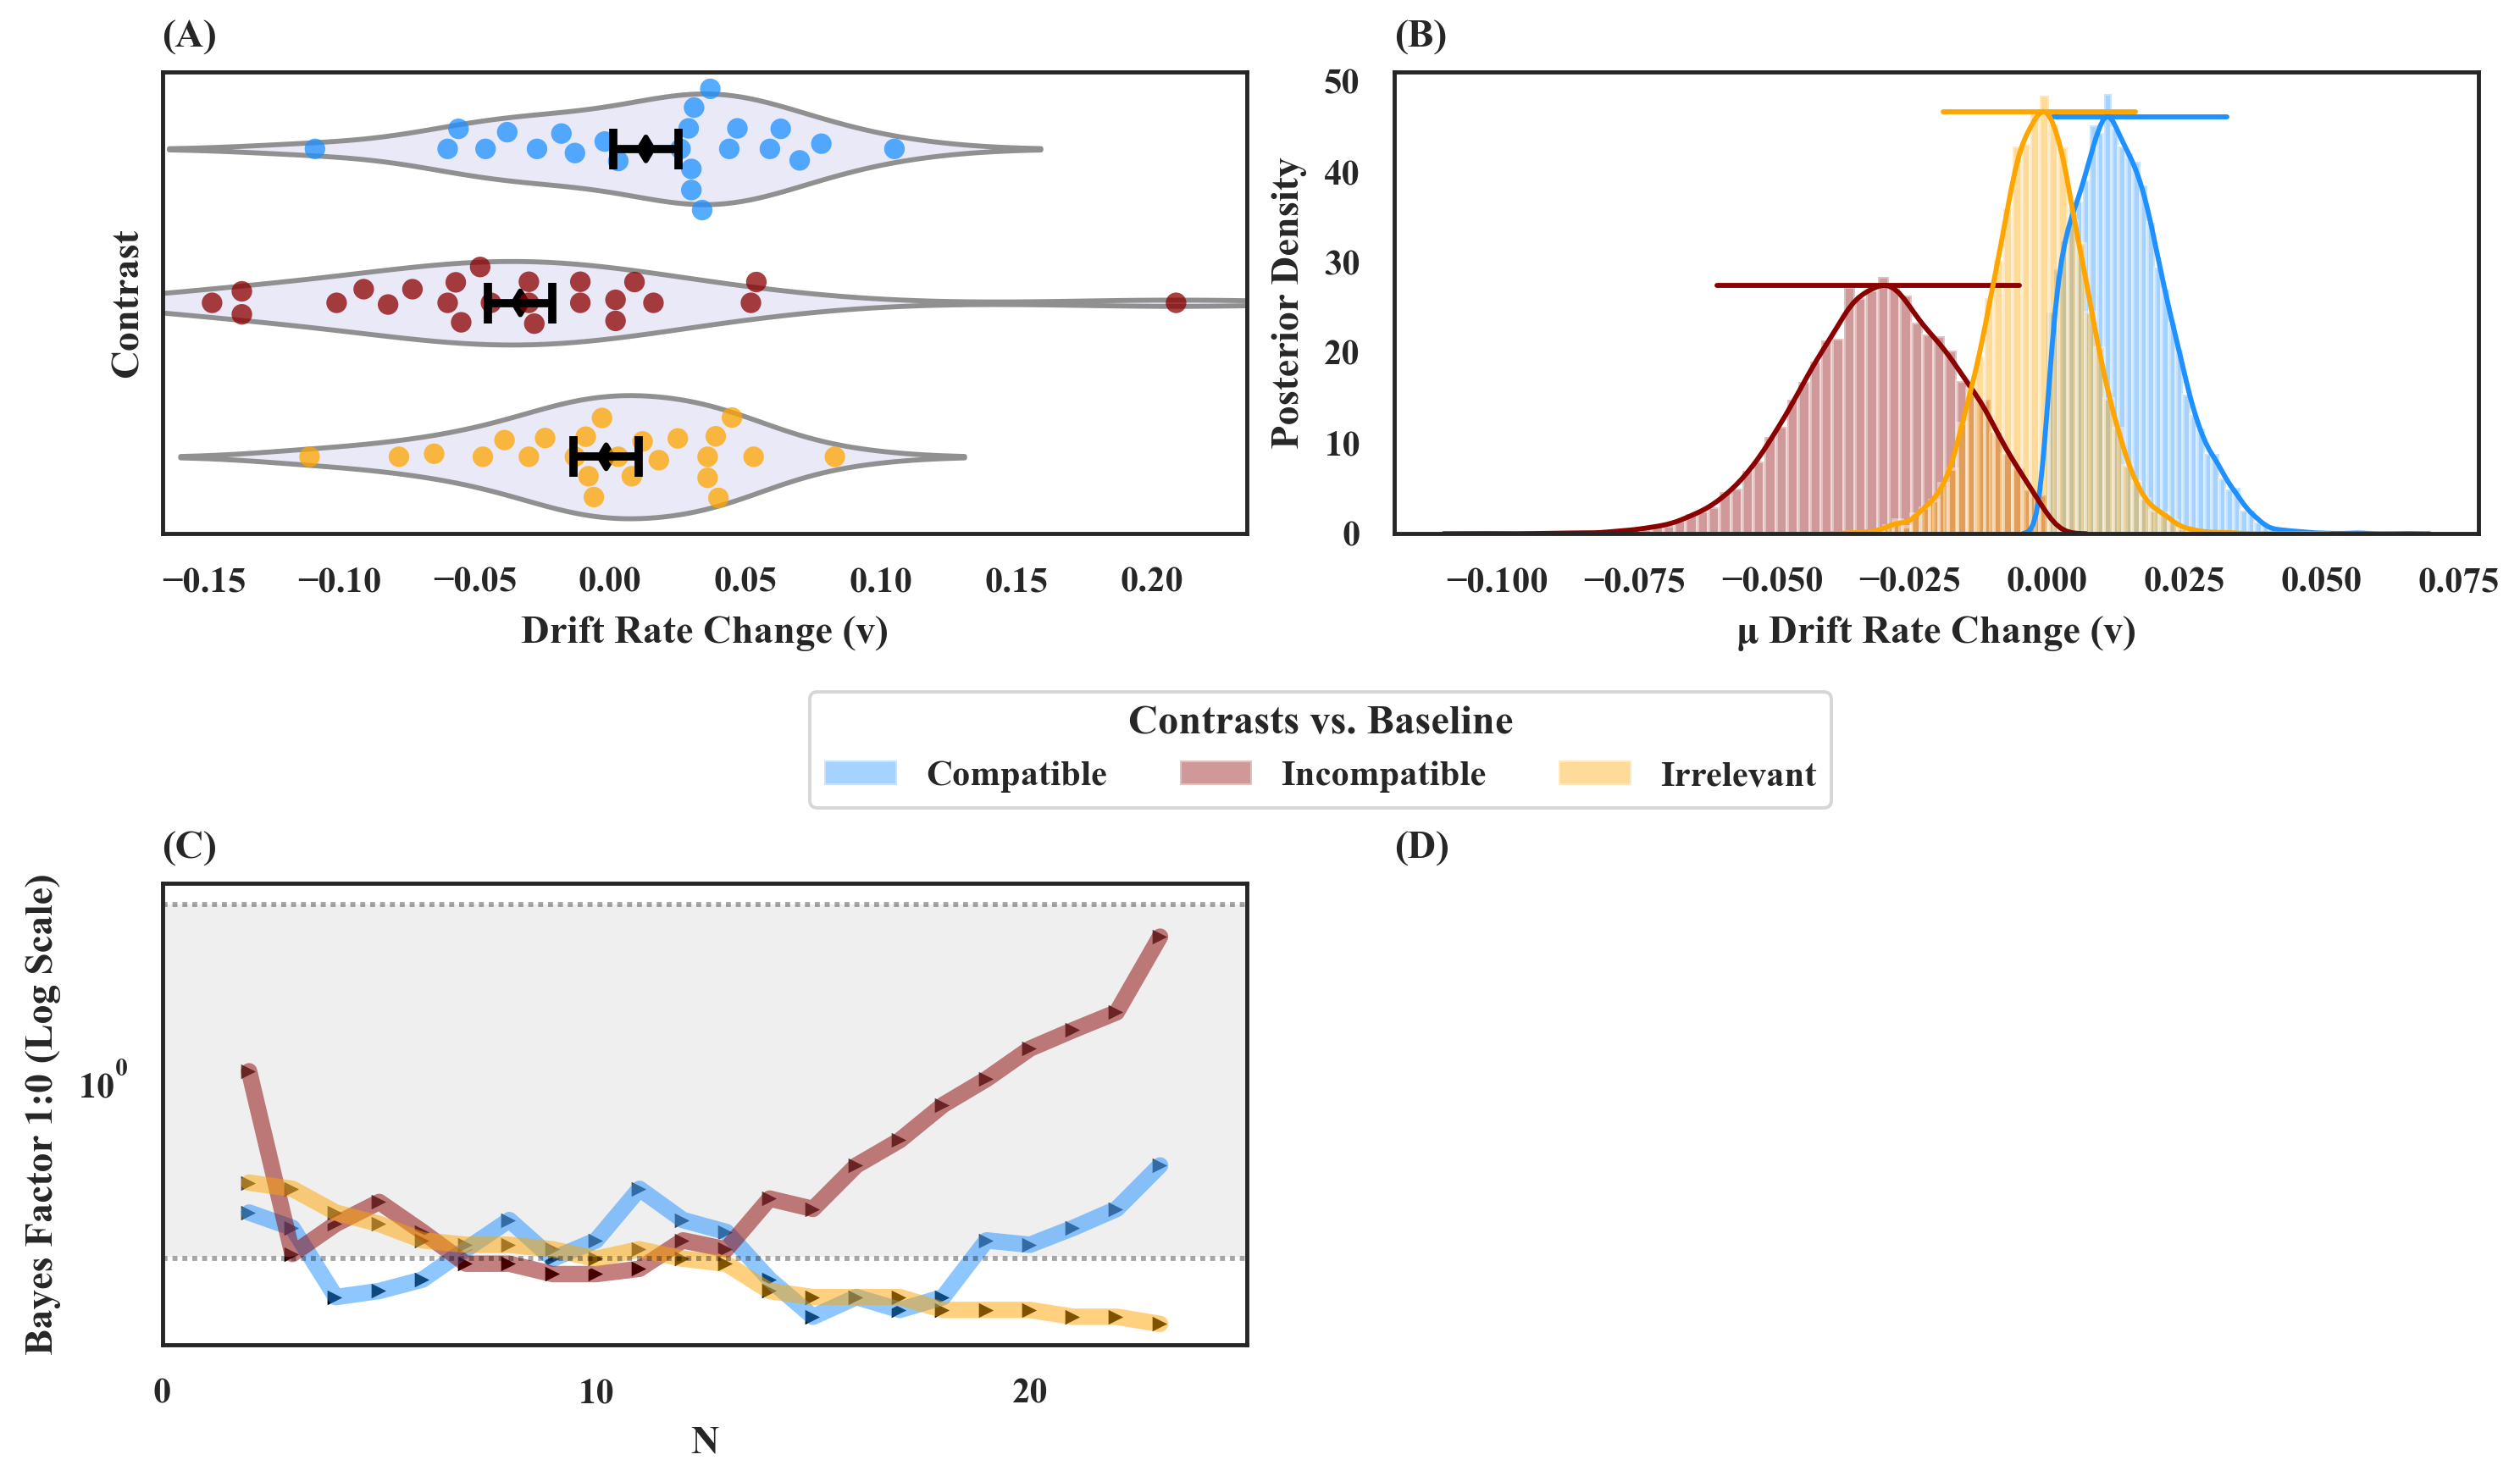 (A)
Contrast
−0.15 −0.10 −0.05 0.00 0.05 0.10 0.15 0.20
Drift Rate Change (v)
(B)
Posterior Density
50
40
30
20
10
0
−0.100 −0.075 −0.050 −0.025 0.000 0.025 0.050 0.075
μ Drift Rate Change (v)
Contrasts vs. Baseline
Compatible Incompatible Irrelevant
(C)
Bayes Factor 1:0 (Log Scale)
10⁰
0 10 20
N
(D)